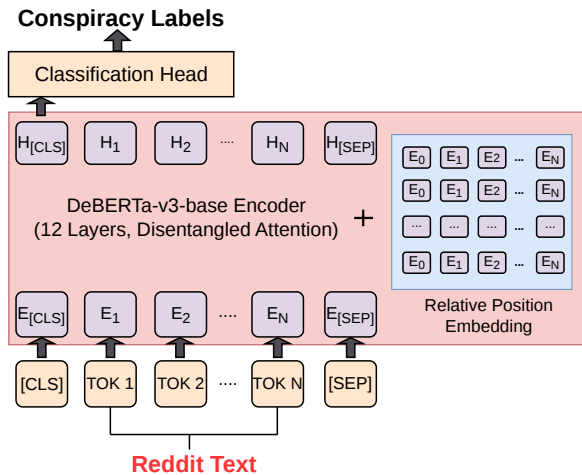 Conspiracy Labels
Classification Head
H[CLS] H1 H2 .... HN H[SEP]
E0 E1 E2 ... EN
E0 E1 E2 ... EN
... ... ... ... ...
E0 E1 E2 ... EN
DeBERTa-v3-base Encoder
(12 Layers, Disentangled Attention)
+
Relative Position
Embedding
E[CLS] E1 E2 .... EN E[SEP]
[CLS] TOK 1 TOK 2 .... TOK N [SEP]
Reddit Text